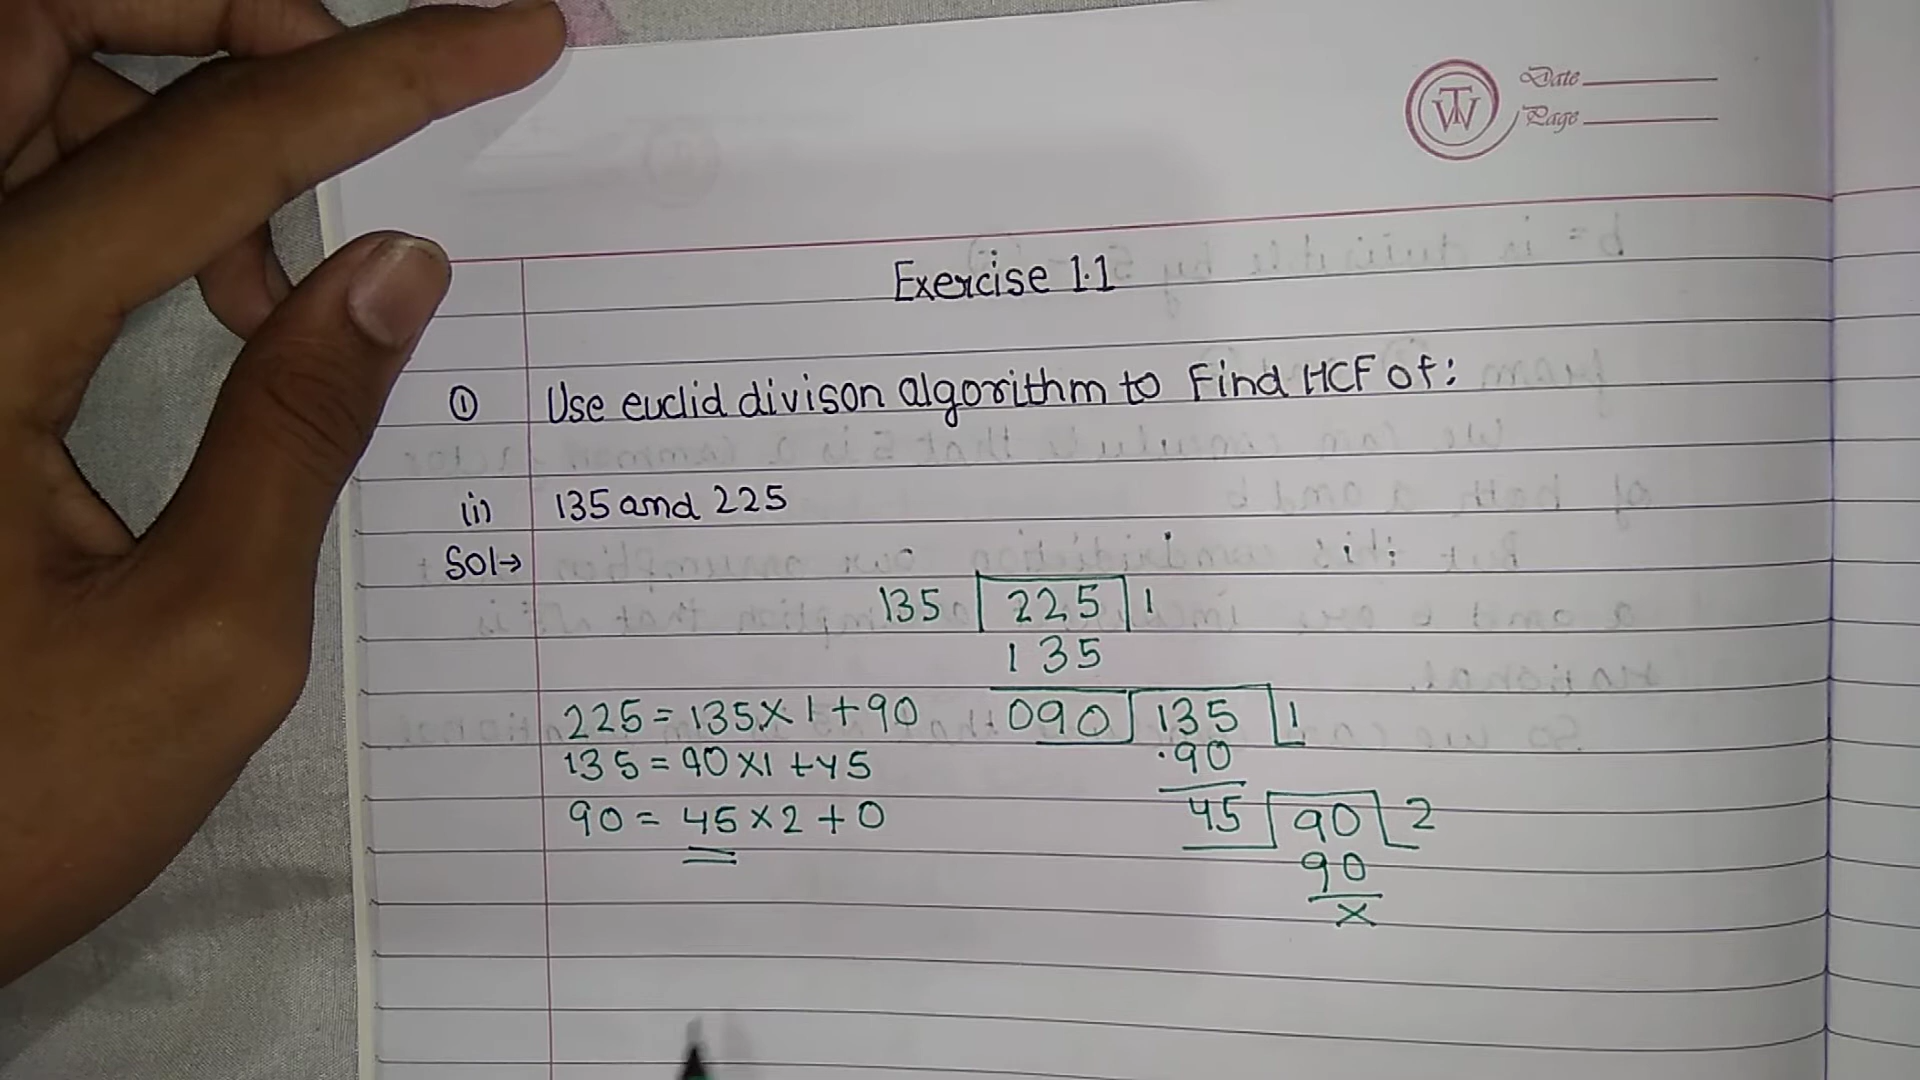 Date
Page
Exercise 1.1
① Use euclid divison algorithm to Find HCF of:
(i) 135 and 225
Sol→
135 225 1
135
225 = 135 × 1 + 90 090 135 1
135 = 90 × 1 + 45 90
90 = 45 × 2 + 0 45 90 2
90
×